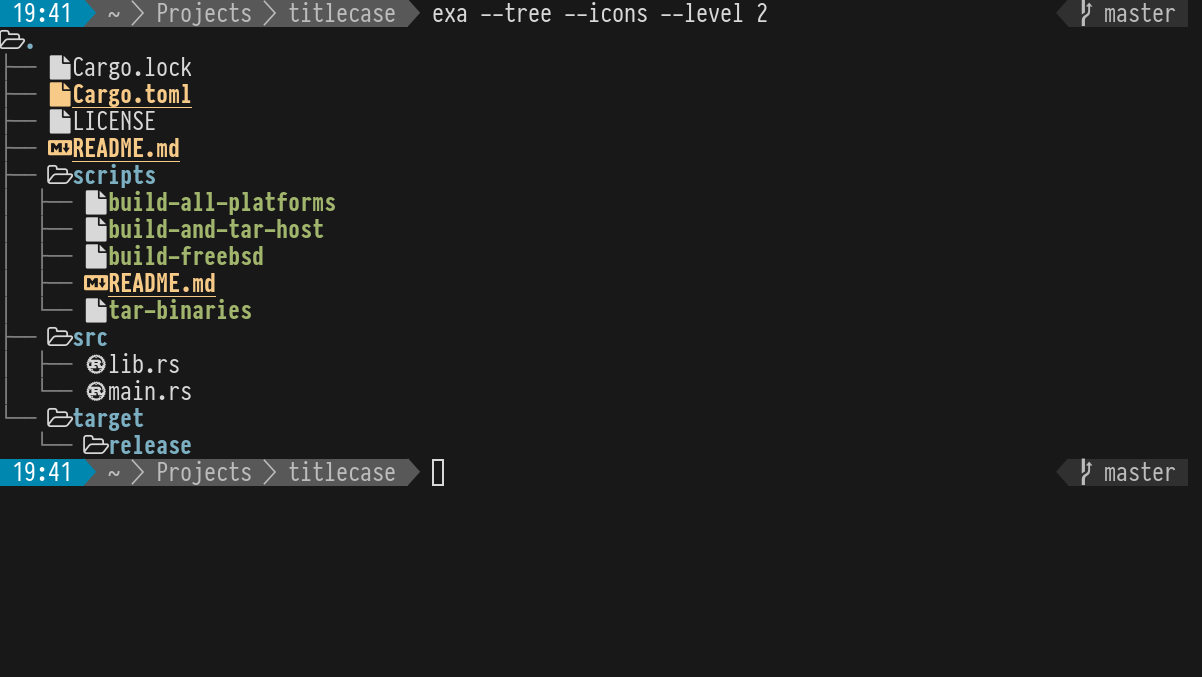 19:41 ~ Projects titlecase exa --tree --icons --level 2 master
.
Cargo.lock
Cargo.toml
LICENSE
README.md
scripts
build-all-platforms
build-and-tar-host
build-freebsd
README.md
tar-binaries
src
lib.rs
main.rs
target
release
19:41 ~ Projects titlecase master